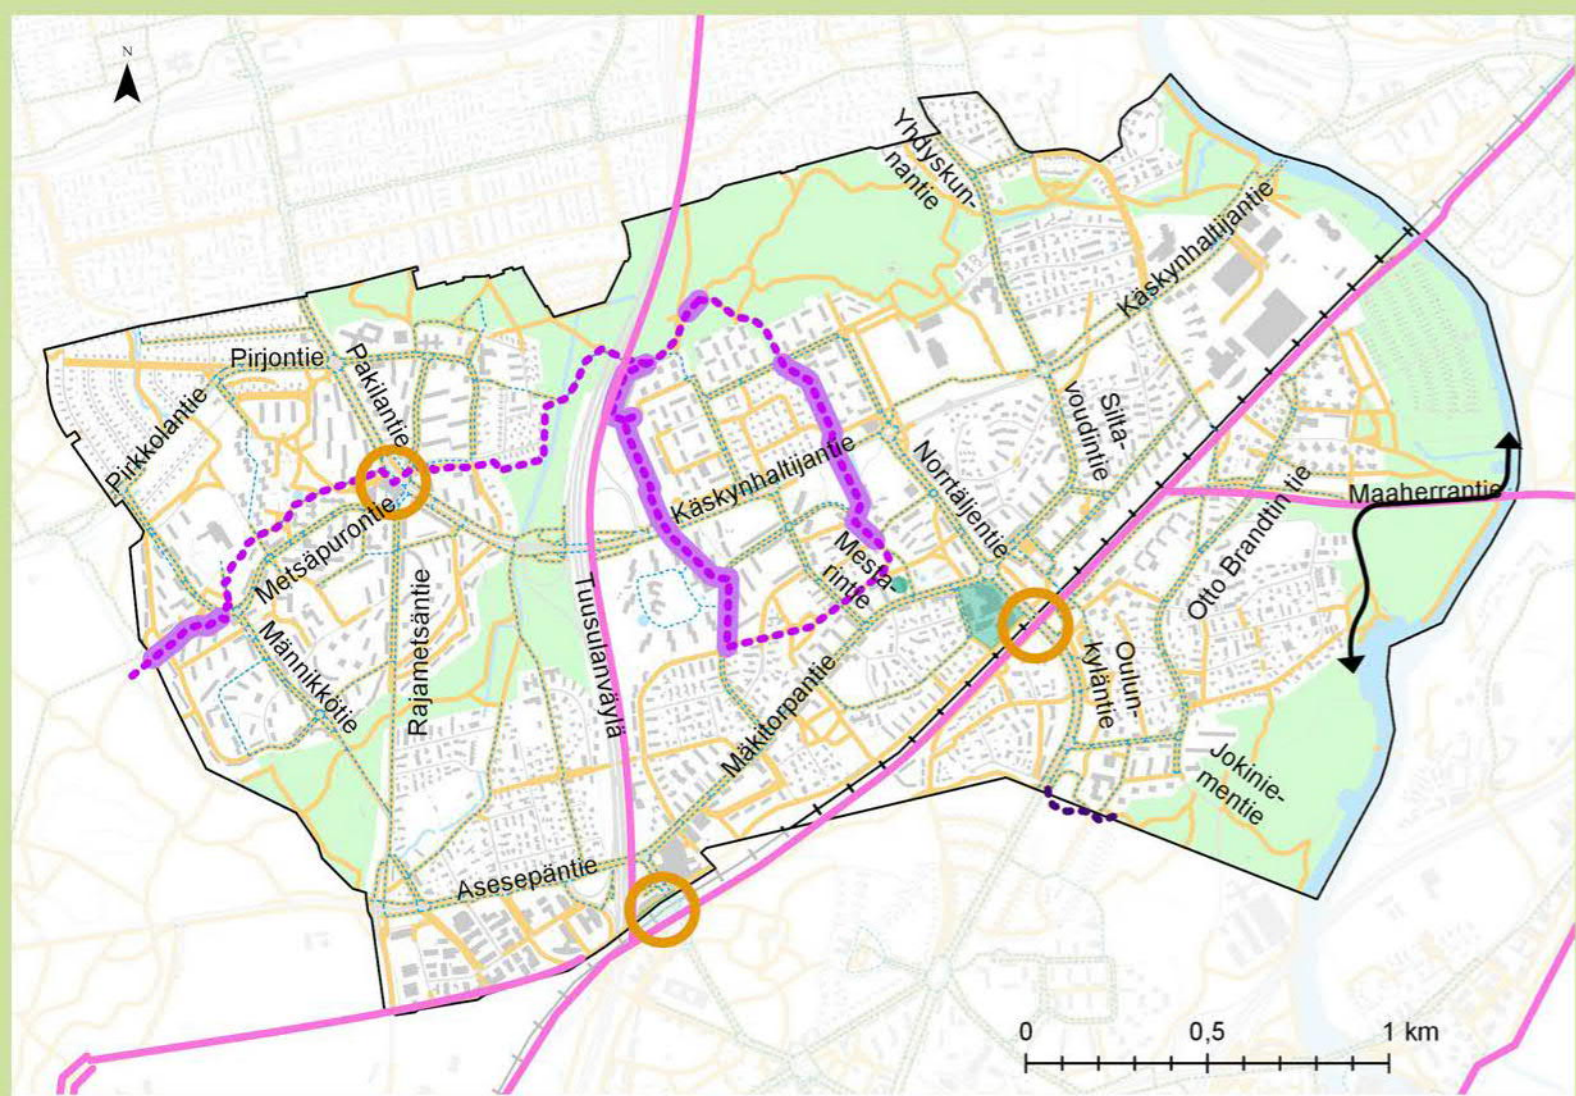 N
Yhdyskun-
nantie
Käskynhaltijantie
Pirjontie
Pakilantie
Pirkkolantie
Silta-
voudintie
Norrtäljentie
Käskynhaltijantie
Maaherrantie
Otto Brandtin tie
Metsäpurontie
Mesta-
rintie
Männikkötie
Rajametsäntie
Tuusulanväylä
Oulun-
kyläntie
Mäkitorpantie
Jokinie-
mentie
Asesepäntie
0 0,5 1 km